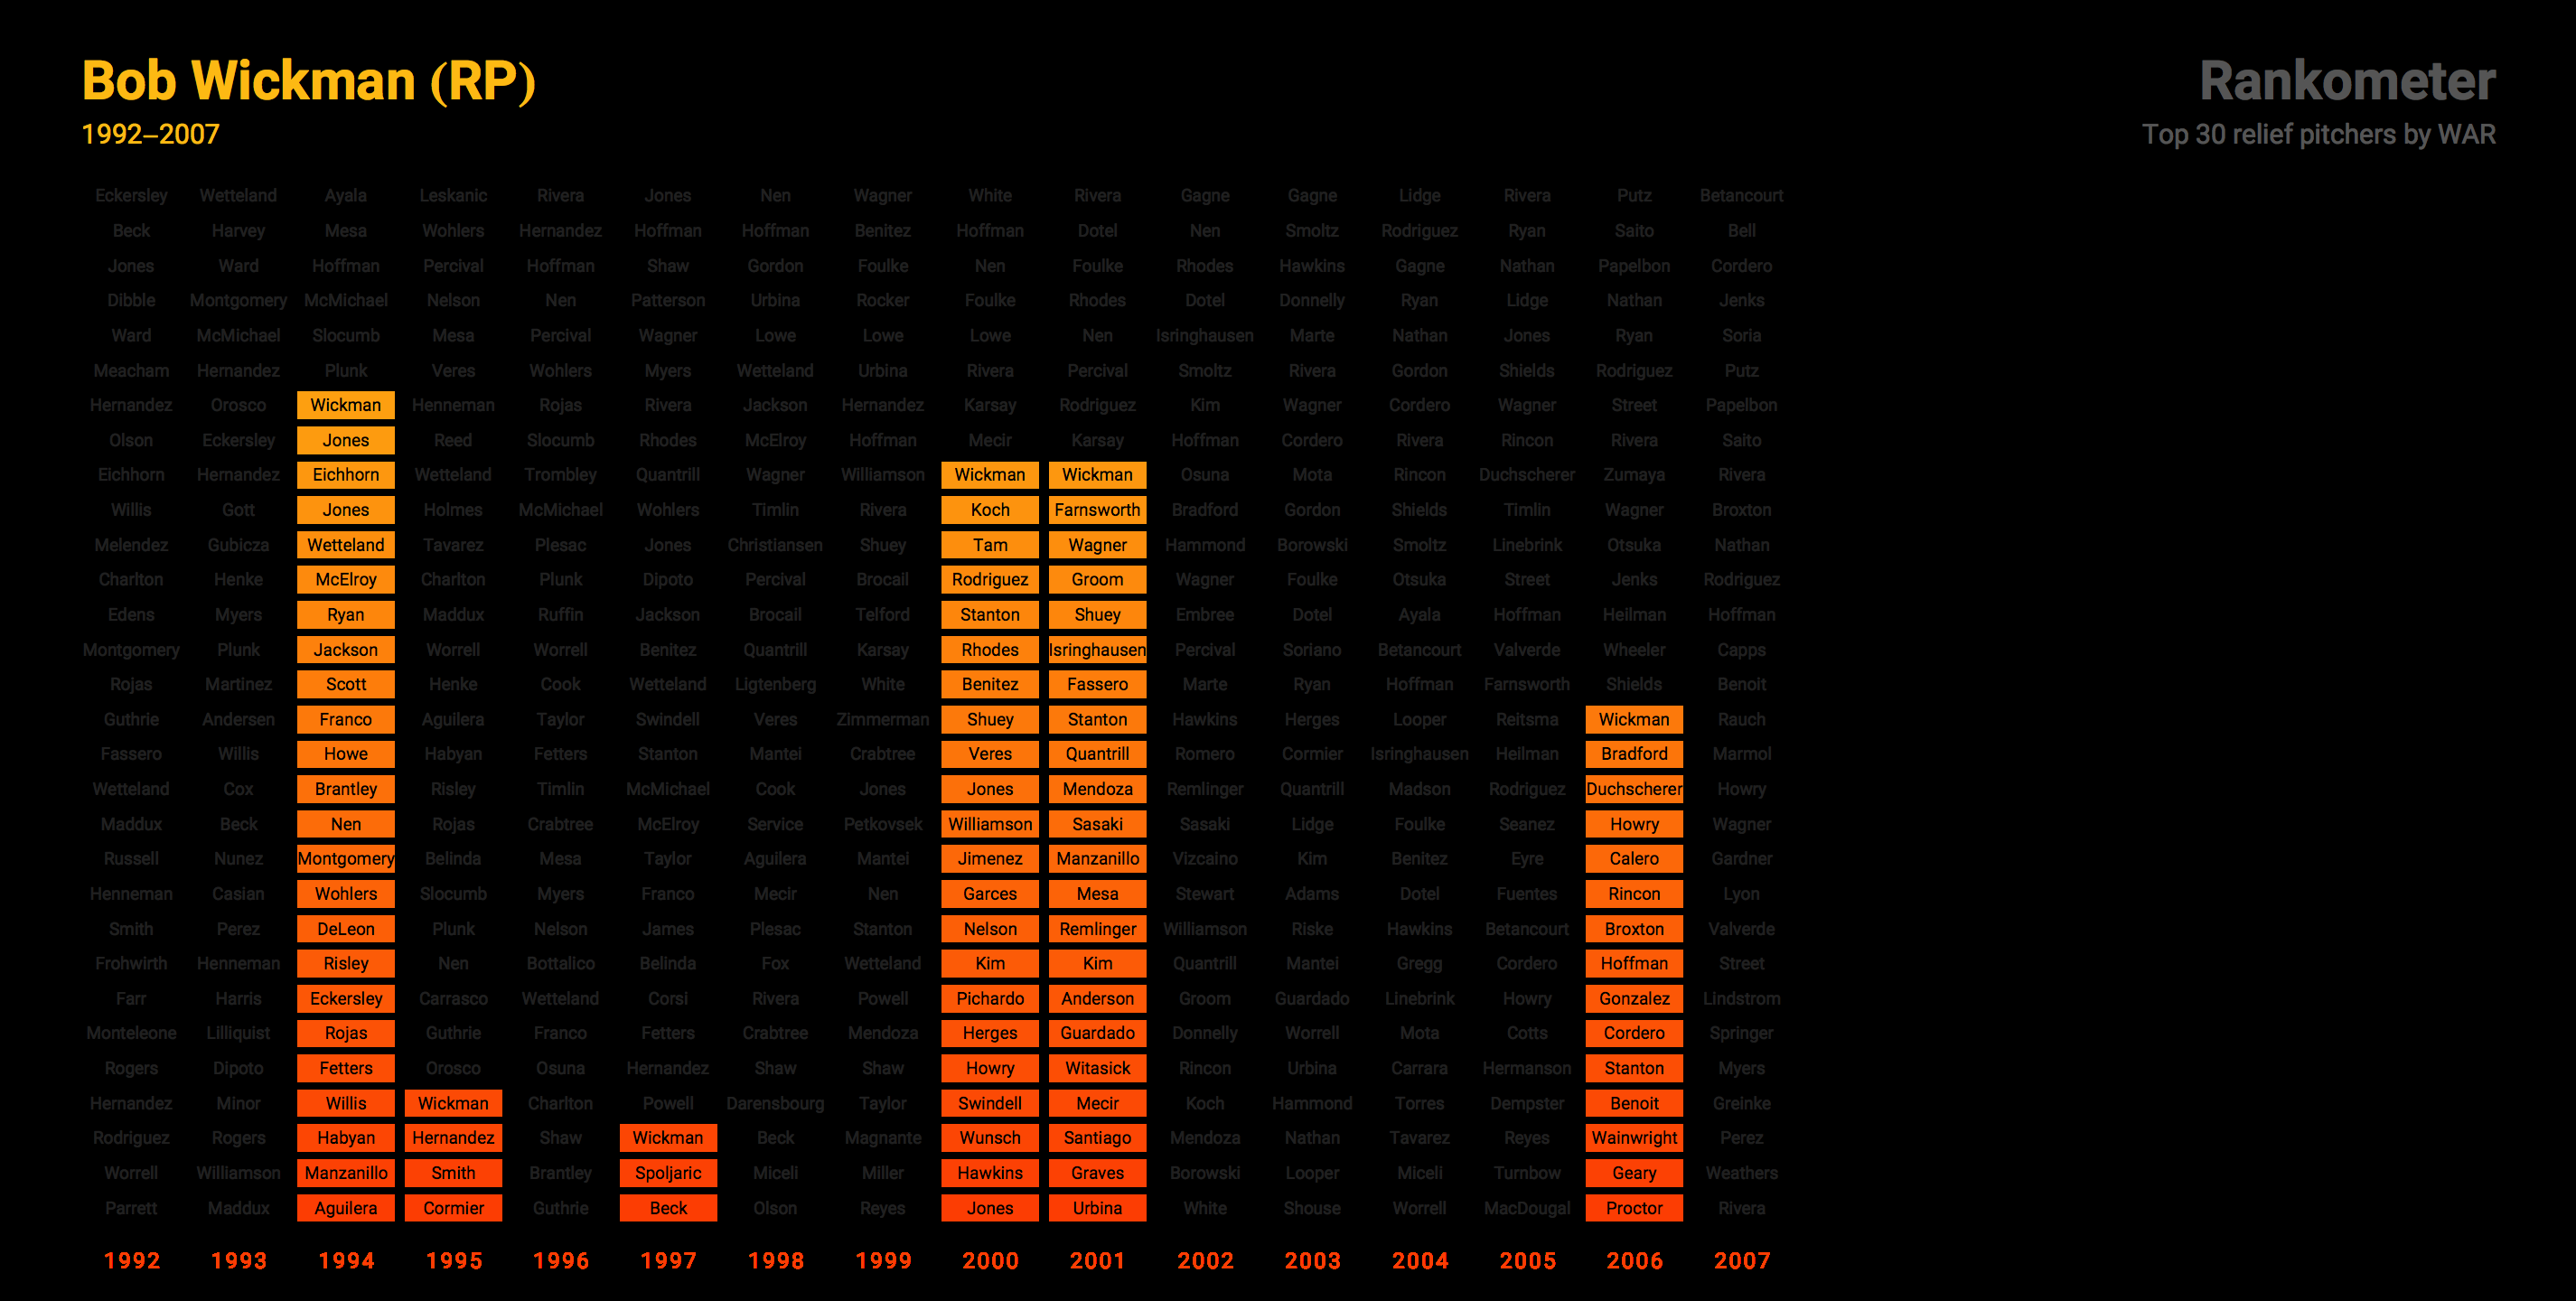 Bob Wickman (RP)
1992–2007
Rankometer
Top 30 relief pitchers by WAR
Eckersley Wetteland Ayala Leskanic Rivera Jones Nen Wagner White Rivera Gagne Gagne Lidge Rivera Putz Betancourt
Beck Harvey Mesa Wohlers Hernandez Hoffman Hoffman Benitez Hoffman Dotel Nen Smoltz Rodriguez Ryan Saito Bell
Jones Ward Hoffman Percival Hoffman Shaw Gordon Foulke Nen Foulke Rhodes Hawkins Gagne Nathan Papelbon Cordero
Dibble Montgomery McMichael Nelson Nen Patterson Urbina Rocker Foulke Rhodes Dotel Donnelly Ryan Lidge Nathan Jenks
Ward McMichael Slocumb Mesa Percival Wagner Lowe Lowe Lowe Nen Isringhausen Marte Nathan Jones Ryan Soria
Meacham Hernandez Plunk Veres Wohlers Myers Wetteland Urbina Rivera Percival Smoltz Rivera Gordon Shields Rodriguez Putz
Hernandez Orosco Wickman Henneman Rojas Rivera Jackson Hernandez Karsay Rodriguez Kim Wagner Cordero Wagner Street Papelbon
Olson Eckersley Jones Reed Slocumb Rhodes McElroy Hoffman Mecir Karsay Hoffman Cordero Rivera Rincon Rivera Saito
Eichhorn Hernandez Eichhorn Wetteland Trombley Quantrill Wagner Williamson Wickman Wickman Osuna Mota Rincon Duchscherer Zumaya Rivera
Willis Gott Jones Holmes McMichael Wohlers Timlin Rivera Koch Farnsworth Bradford Gordon Shields Timlin Wagner Broxton
Melendez Gubicza Wetteland Tavarez Plesac Jones Christiansen Shuey Tam Wagner Hammond Borowski Smoltz Linebrink Otsuka Nathan
Charlton Henke McElroy Charlton Plunk Dipoto Percival Brocail Rodriguez Groom Wagner Foulke Otsuka Street Jenks Rodriguez
Edens Myers Ryan Maddux Ruffin Jackson Brocail Telford Stanton Shuey Embree Dotel Ayala Hoffman Heilman Hoffman
Montgomery Plunk Jackson Worrell Worrell Benitez Quantrill Karsay Rhodes Isringhausen Percival Soriano Betancourt Valverde Wheeler Capps
Rojas Martinez Scott Henke Cook Wetteland Ligtenberg White Benitez Fassero Marte Ryan Hoffman Farnsworth Shields Benoit
Guthrie Andersen Franco Aguilera Taylor Swindell Veres Zimmerman Shuey Stanton Hawkins Herges Looper Reitsma Wickman Rauch
Fassero Willis Howe Habyan Fetters Stanton Mantei Crabtree Veres Quantrill Romero Cormier Isringhausen Heilman Bradford Marmol
Wetteland Cox Brantley Risley Timlin McMichael Cook Jones Jones Mendoza Remlinger Quantrill Madson Rodriguez Duchscherer Howry
Maddux Beck Nen Rojas Crabtree McElroy Service Petkovsek Williamson Sasaki Sasaki Lidge Foulke Seanez Howry Wagner
Russell Nunez Montgomery Belinda Mesa Taylor Aguilera Mantei Jimenez Manzanillo Vizcaino Kim Benitez Eyre Calero Gardner
Henneman Casian Wohlers Slocumb Myers Franco Mecir Nen Garces Mesa Stewart Adams Dotel Fuentes Rincon Lyon
Smith Perez DeLeon Plunk Nelson James Plesac Stanton Nelson Remlinger Williamson Riske Hawkins Betancourt Broxton Valverde
Frohwirth Henneman Risley Nen Bottalico Belinda Fox Wetteland Kim Kim Quantrill Mantei Gregg Cordero Hoffman Street
Farr Harris Eckersley Carrasco Wetteland Corsi Rivera Powell Pichardo Anderson Groom Guardado Linebrink Howry Gonzalez Lindstrom
Monteleone Lilliquist Rojas Guthrie Franco Fetters Crabtree Mendoza Herges Guardado Donnelly Worrell Mota Cotts Cordero Springer
Rogers Dipoto Fetters Orosco Osuna Hernandez Shaw Shaw Howry Witasick Rincon Urbina Carrara Hermanson Stanton Myers
Hernandez Minor Willis Wickman Charlton Powell Darensbourg Taylor Swindell Mecir Koch Hammond Torres Dempster Benoit Greinke
Rodriguez Rogers Habyan Hernandez Shaw Wickman Beck Magnante Wunsch Santiago Mendoza Nathan Tavarez Reyes Wainwright Perez
Worrell Williamson Manzanillo Smith Brantley Spoljaric Miceli Miller Hawkins Graves Borowski Looper Miceli Turnbow Geary Weathers
Parrett Maddux Aguilera Cormier Guthrie Beck Olson Reyes Jones Urbina White Shouse Worrell MacDougal Proctor Rivera
1992 1993 1994 1995 1996 1997 1998 1999 2000 2001 2002 2003 2004 2005 2006 2007